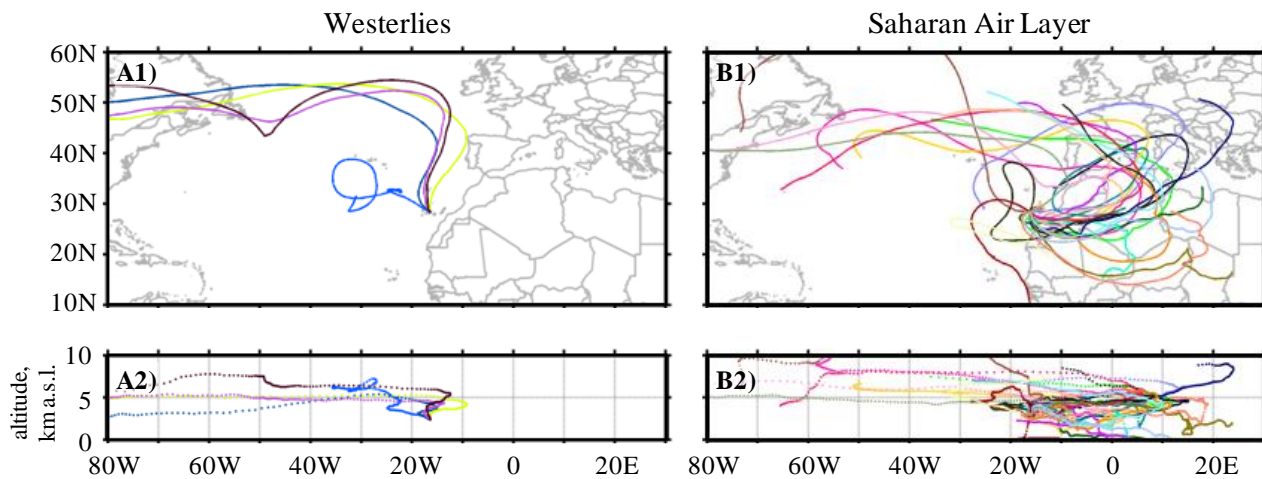 Westerlies
Saharan Air Layer
60N
50N
40N
30N
20N
10N
A1)
B1)
altitude,
km a.s.l.
10
5
0
A2)
B2)
80W 60W 40W 20W 0 20E
80W 60W 40W 20W 0 20E